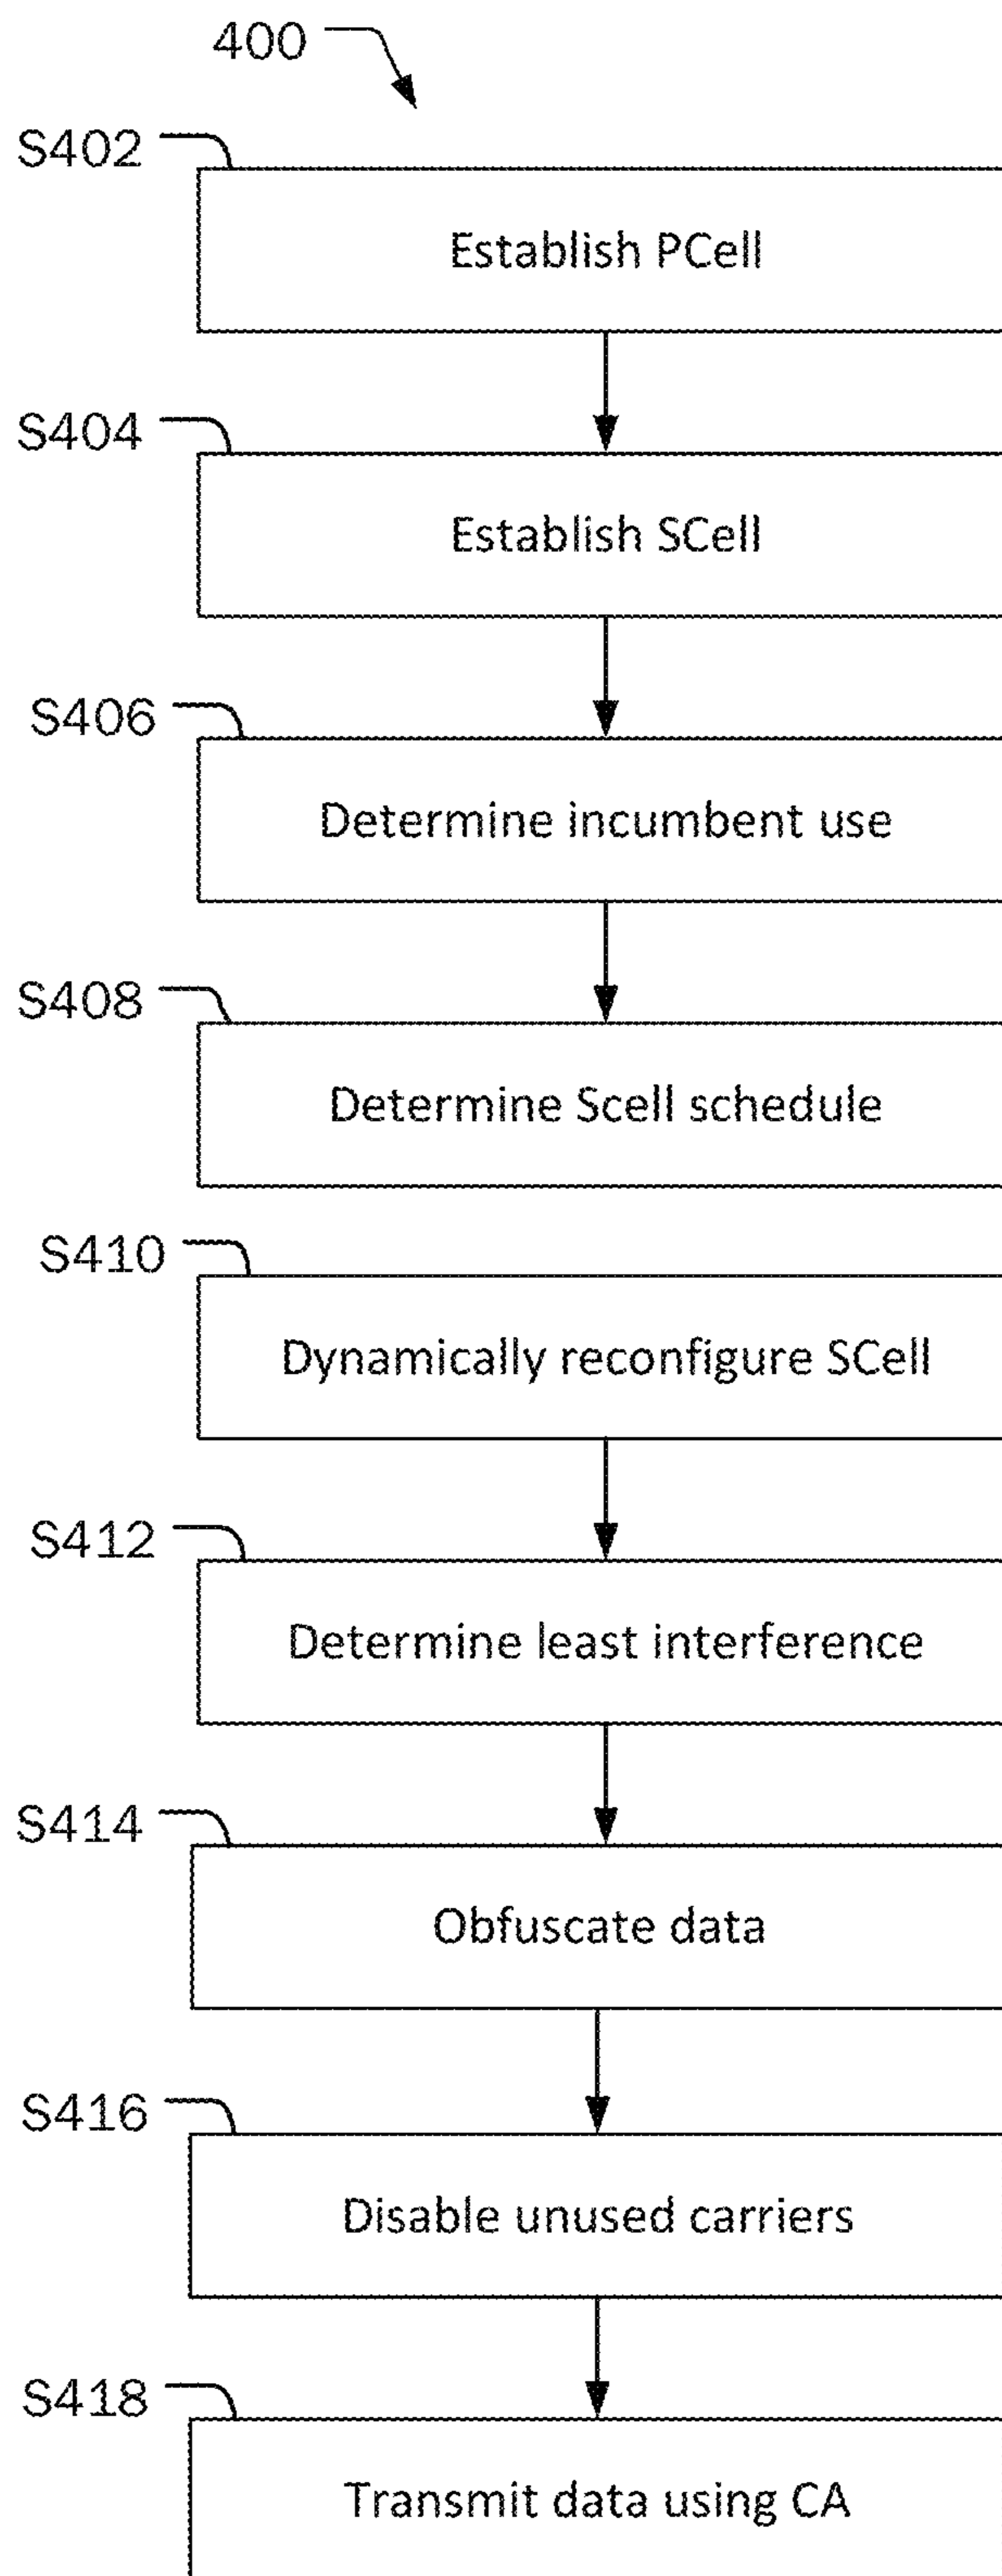 400
S402
Establish PCell
S404
Establish SCell
S406
Determine incumbent use
S408
Determine Scell schedule
S410
Dynamically reconfigure SCell
S412
Determine least interference
S414
Obfuscate data
S416
Disable unused carriers
S418
Transmit data using CA